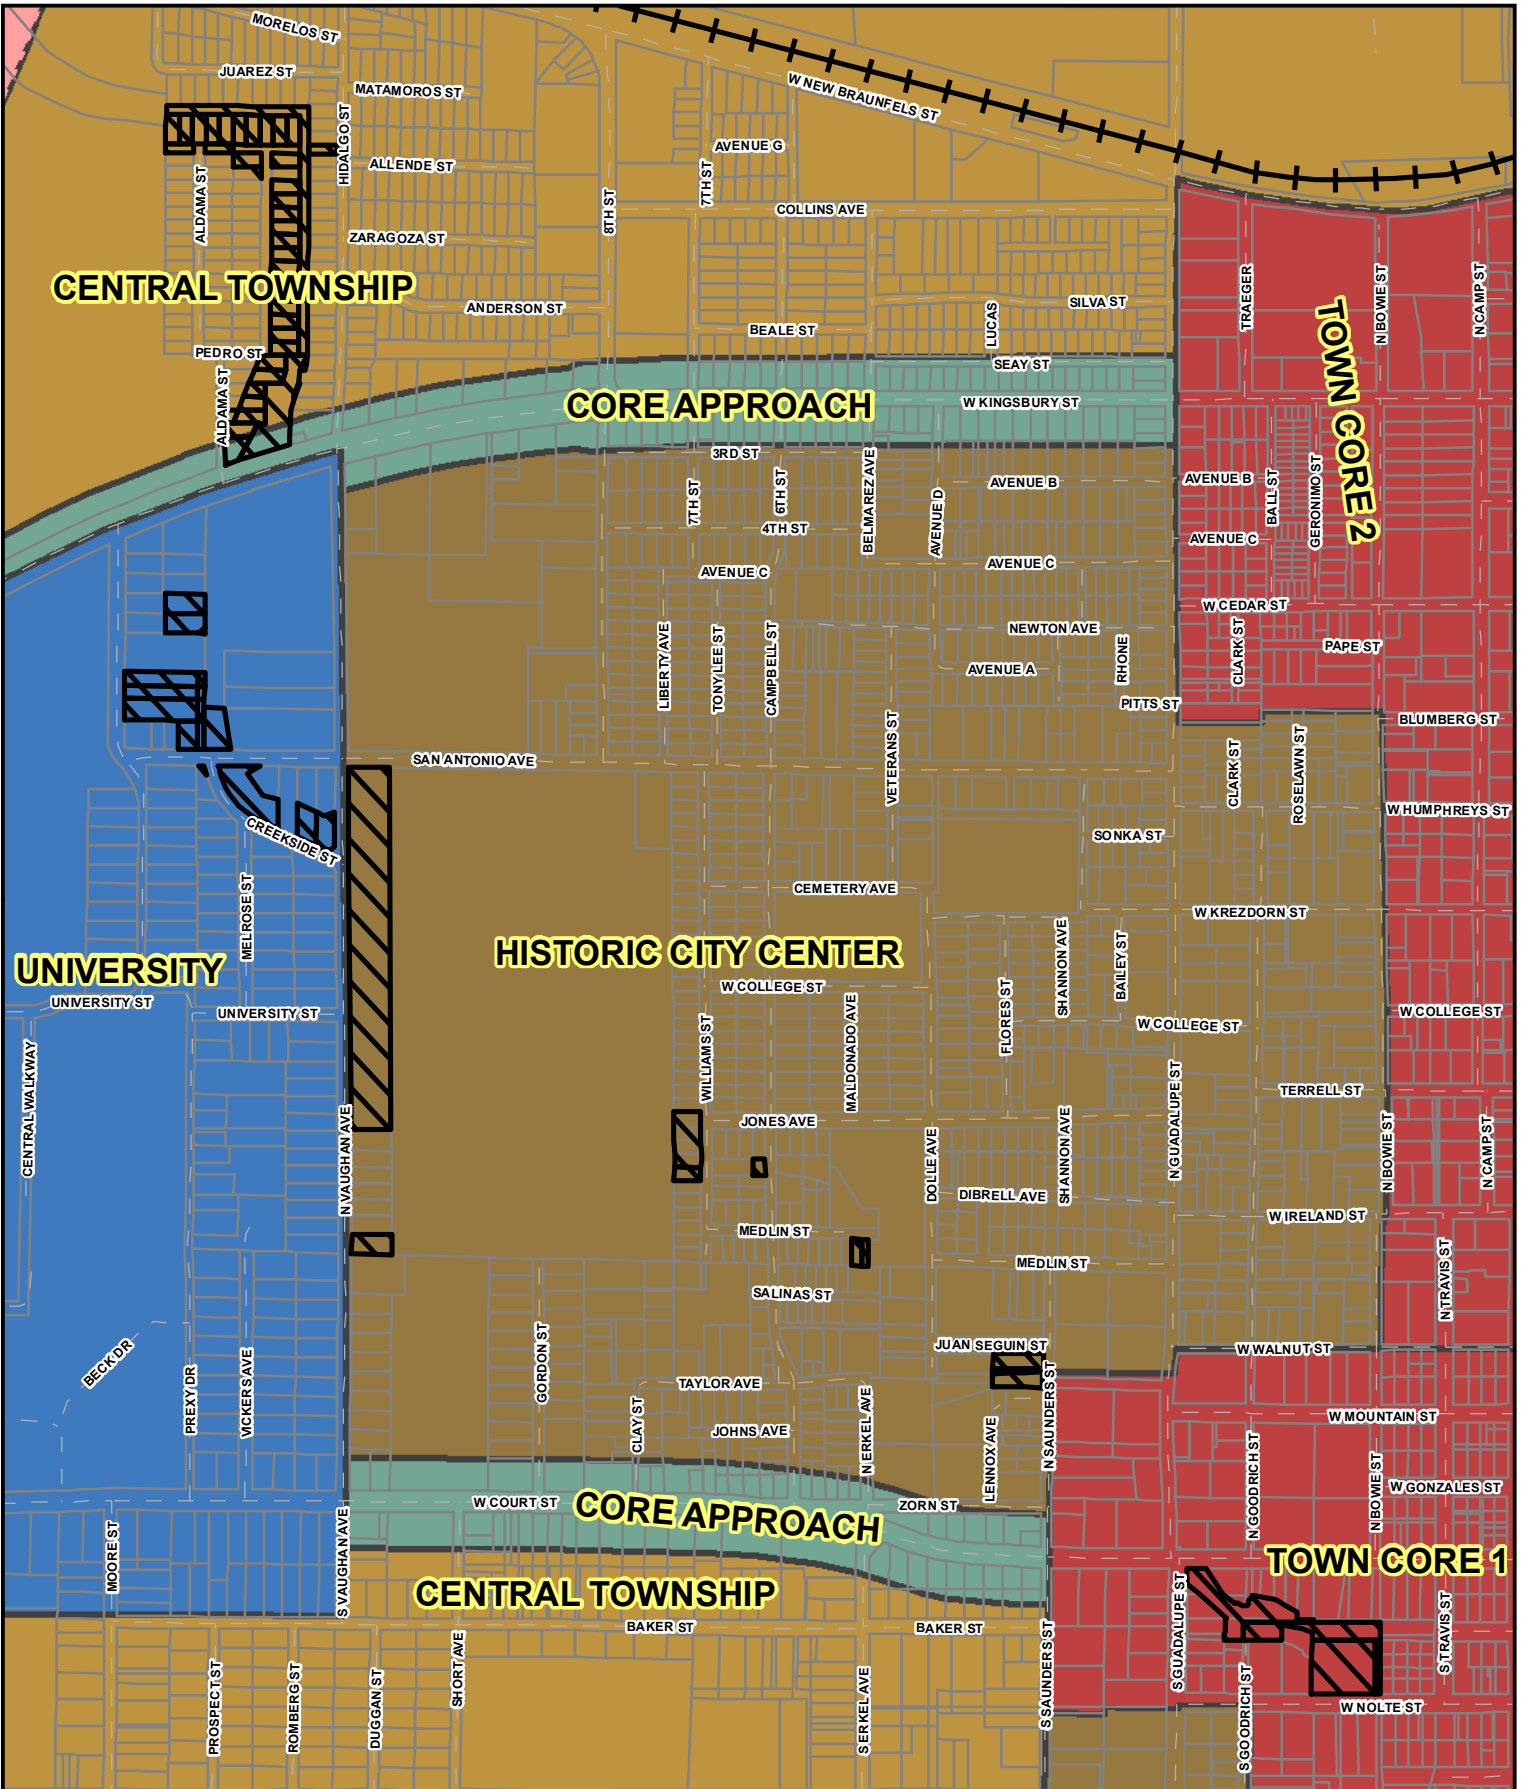 MORELOS ST
JUAREZ ST
MATAMOROS ST
W NEW BRAUNFELS ST
HIDALGO ST
AVENUE G
ALLENDE ST
7TH ST
ALDAMA ST
8TH ST
COLLINS AVE
ZARAGOZA ST
CENTRAL TOWNSHIP
ANDERSON ST
SILVA ST
LUCAS
BEALE ST
TRAEGER
N BOWIE ST
N CAMP ST
TOWN CORE 2
PEDRO ST
ALDAMA ST
SEAY ST
CORE APPROACH
W KINGSBURY ST
3RD ST
7TH ST
6TH ST
BELMAREZ AVE
AVENUE D
AVENUE B
AVENUE B
BALL ST
GERONIMO ST
4TH ST
AVENUE C
AVENUE C
AVENUE C
W CEDAR ST
LIBERTY AVE
TONY LEE ST
CAMPBELL ST
NEWTON AVE
AVENUE A
RHONE
CLARK ST
PAPE ST
PITTS ST
BLUMBERG ST
SAN ANTONIO AVE
VETERANS ST
CLARK ST
ROSELAWN ST
W HUMPHREYS ST
CREEKSIDE ST
SONKA ST
CEMETERY AVE
MELROSE ST
W KREZDORN ST
HISTORIC CITY CENTER
UNIVERSITY
SHANNON AVE
BAILEY ST
UNIVERSITY ST
UNIVERSITY ST
W COLLEGE ST
FLORES ST
W COLLEGE ST
W COLLEGE ST
CENTRAL WALKWAY
WILLIAMS ST
MALDONADO AVE
N VAUGHAN AVE
JONES AVE
DOLLE AVE
SHANNON AVE
N GUADALUPE ST
TERRELL ST
N BOWIE ST
N CAMP ST
DIBRELL AVE
W IRELAND ST
MEDLIN ST
MEDLIN ST
N TRAVIS ST
SALINAS ST
BECK DR
PREXY DR
VICKERS AVE
GORDON ST
JUAN SEGUIN ST
W WALNUT ST
TAYLOR AVE
CLAY ST
JOHNS AVE
N ERKEL AVE
LENNOX AVE
N SAUNDERS ST
W MOUNTAIN ST
N GOODRICH ST
N BOWIE ST
W GONZALES ST
W COURT ST
CORE APPROACH
ZORN ST
MOORE ST
S VAUGHAN AVE
TOWN CORE 1
CENTRAL TOWNSHIP
S GUADALUPE ST
S TRAVIS ST
BAKER ST
BAKER ST
PROSPECT ST
ROMBERG ST
DUGGAN ST
SHORT AVE
S ERKEL AVE
S SAUNDERS ST
S GOODRICH ST
W NOLTE ST